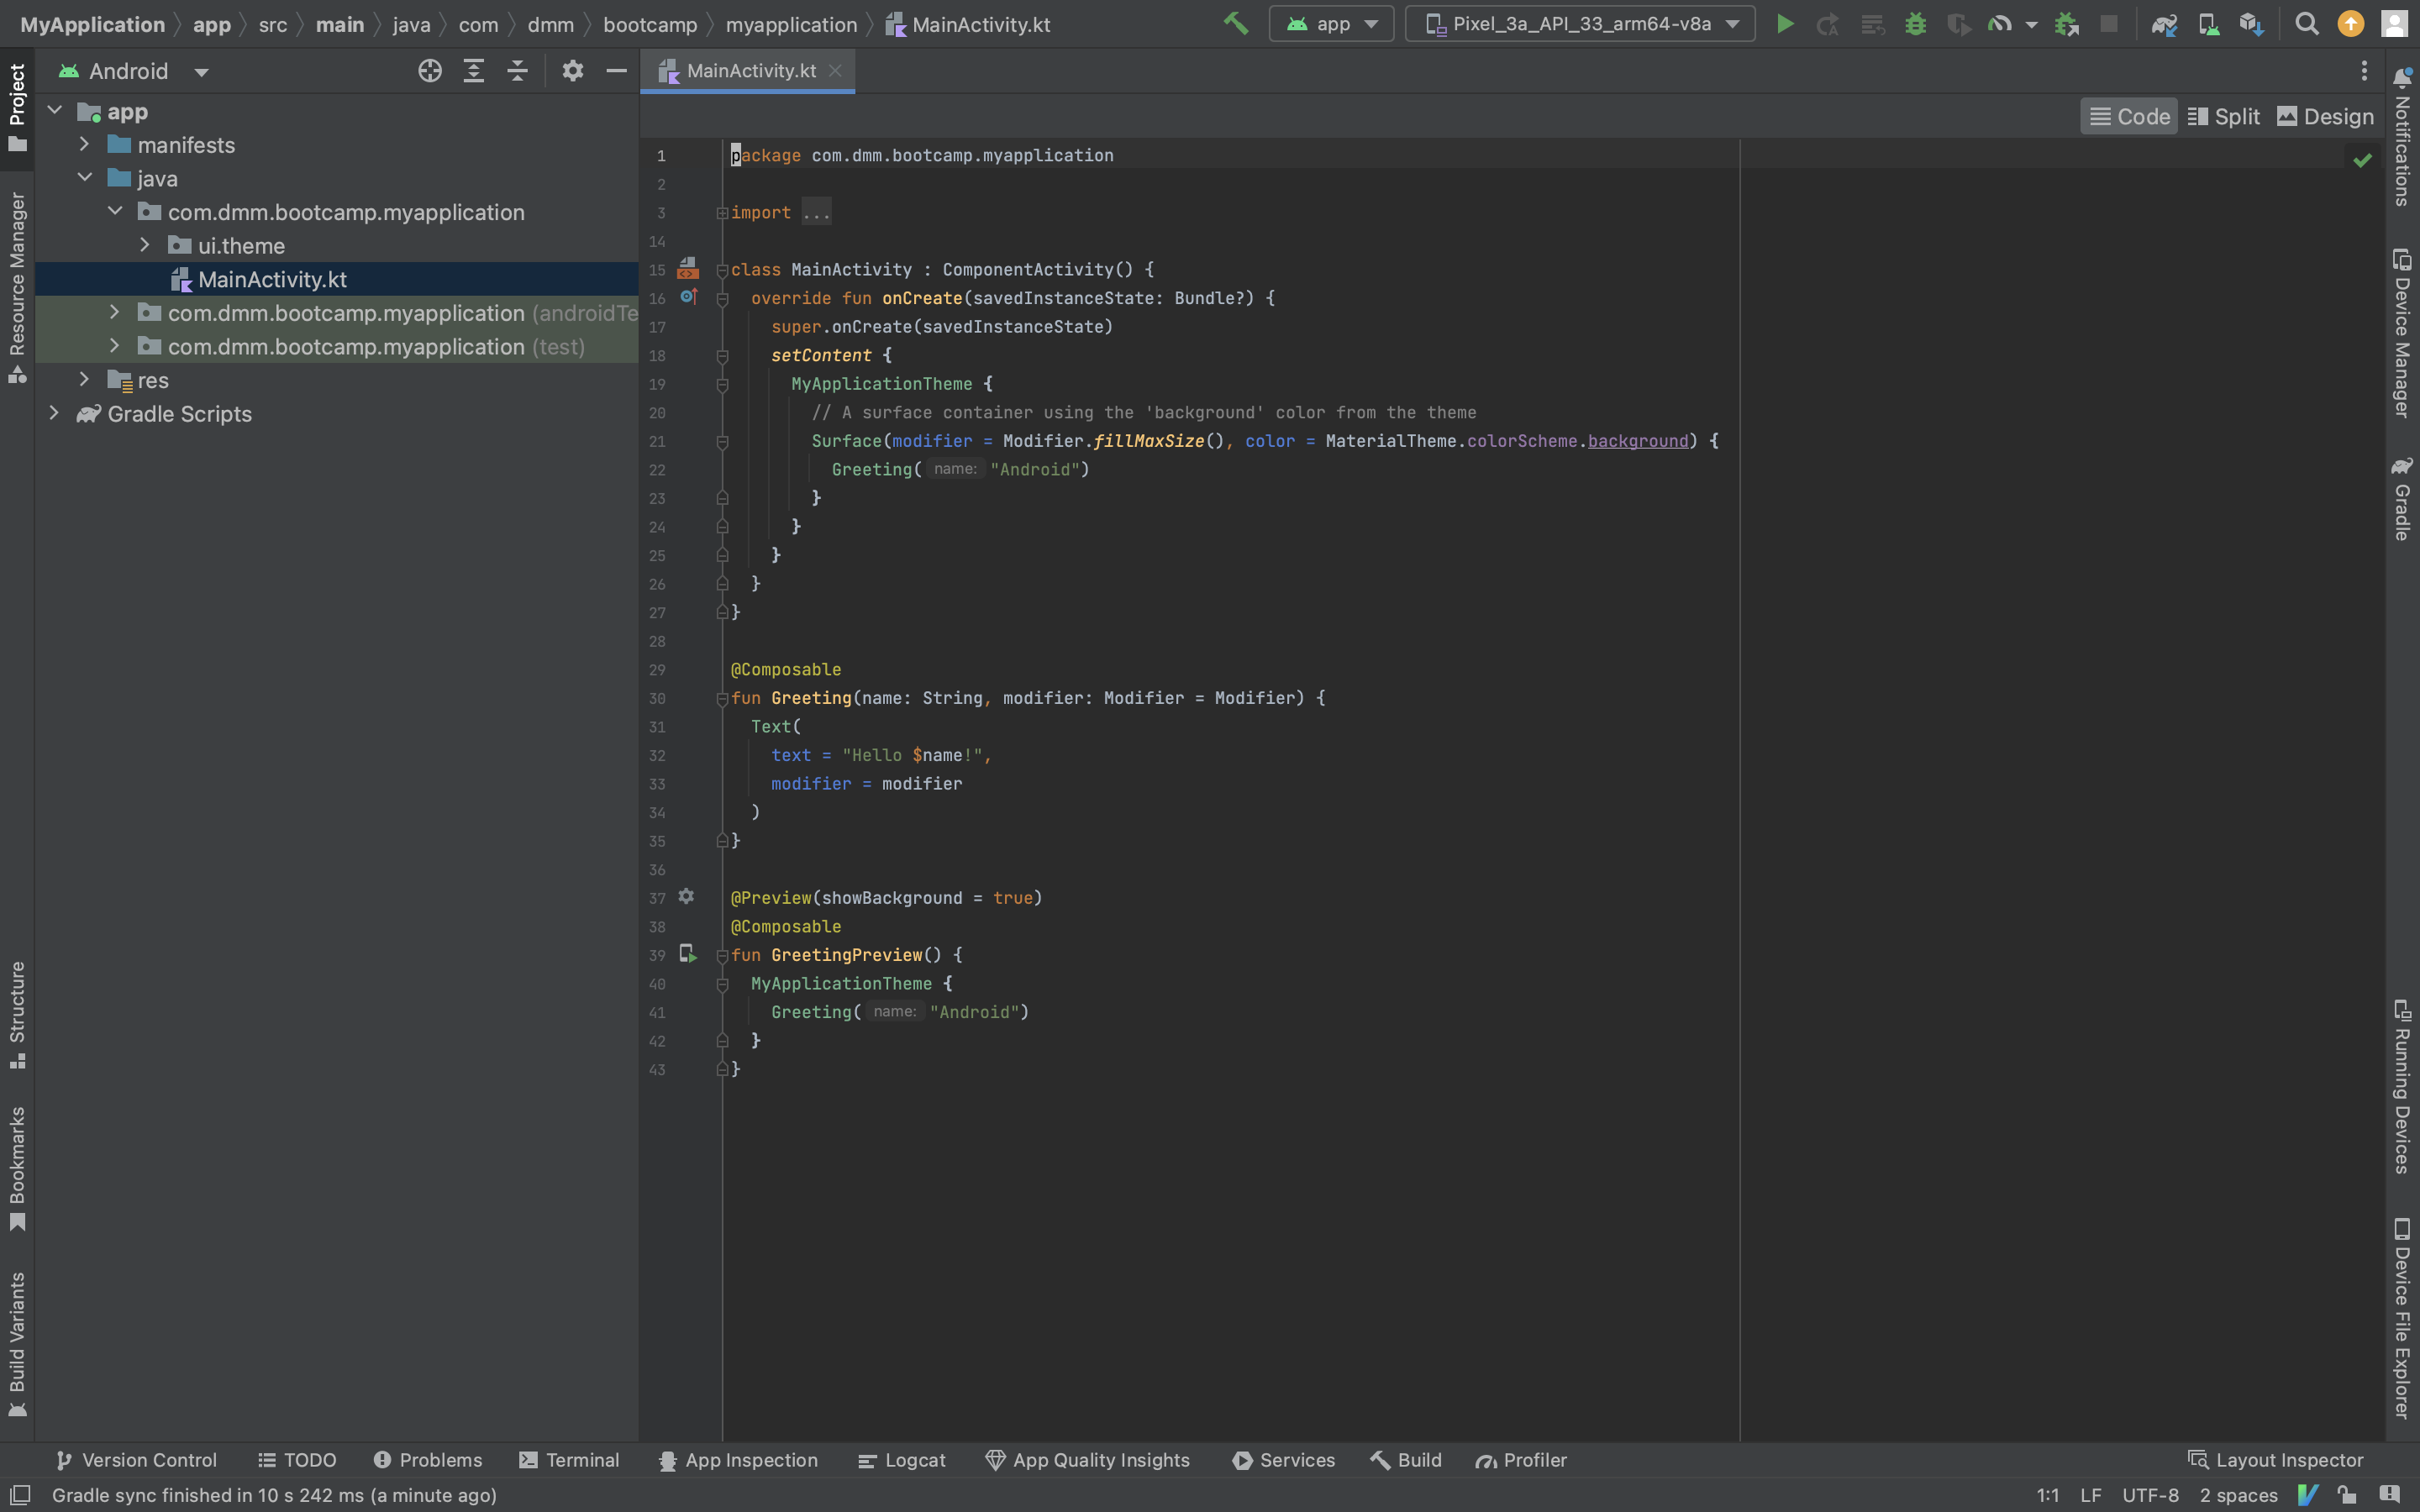 MyApplication app src main java com dmm bootcamp myapplication MainActivity.kt app Pixel_3a_API_33_arm64-v8a
Project
Resource Manager
Structure
Bookmarks
Build Variants
Android
app
manifests
java
com.dmm.bootcamp.myapplication
ui.theme
MainActivity.kt
com.dmm.bootcamp.myapplication (androidTe
com.dmm.bootcamp.myapplication (test)
res
Gradle Scripts
MainActivity.kt
Code Split Design
1 package com.dmm.bootcamp.myapplication
2
3 import ...
14
15 class MainActivity : ComponentActivity() {
16 override fun onCreate(savedInstanceState: Bundle?) {
17 super.onCreate(savedInstanceState)
18 setContent {
19 MyApplicationTheme {
20 // A surface container using the 'background' color from the theme
21 Surface(modifier = Modifier.fillMaxSize(), color = MaterialTheme.colorScheme.background) {
22 Greeting( name: "Android")
23 }
24 }
25 }
26 }
27 }
28
29 @Composable
30 fun Greeting(name: String, modifier: Modifier = Modifier) {
31 Text(
32 text = "Hello $name!",
33 modifier = modifier
34 )
35 }
36
37 @Preview(showBackground = true)
38 @Composable
39 fun GreetingPreview() {
40 MyApplicationTheme {
41 Greeting( name: "Android")
42 }
43 }
Notifications
Device Manager
Gradle
Running Devices
Device File Explorer
Version Control TODO Problems Terminal App Inspection Logcat App Quality Insights Services Build Profiler Layout Inspector
Gradle sync finished in 10 s 242 ms (a minute ago) 1:1 LF UTF-8 2 spaces